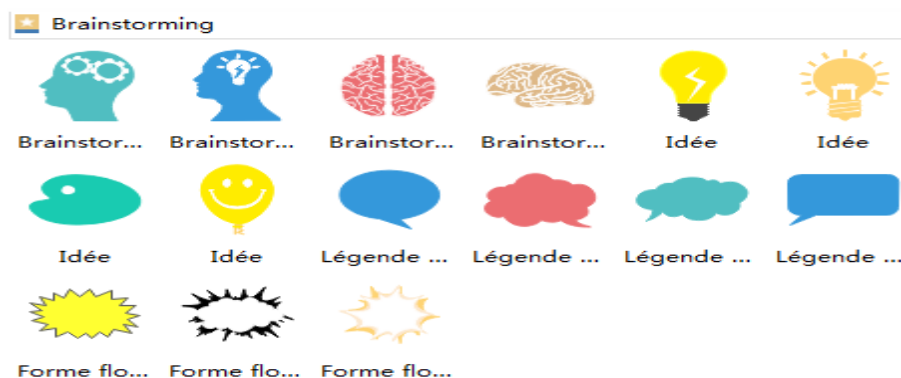 Brainstorming
Brainstor... Brainstor... Brainstor... Brainstor... Idée Idée
Idée Idée Légende ... Légende ... Légende ... Légende ...
Forme flo... Forme flo... Forme flo...